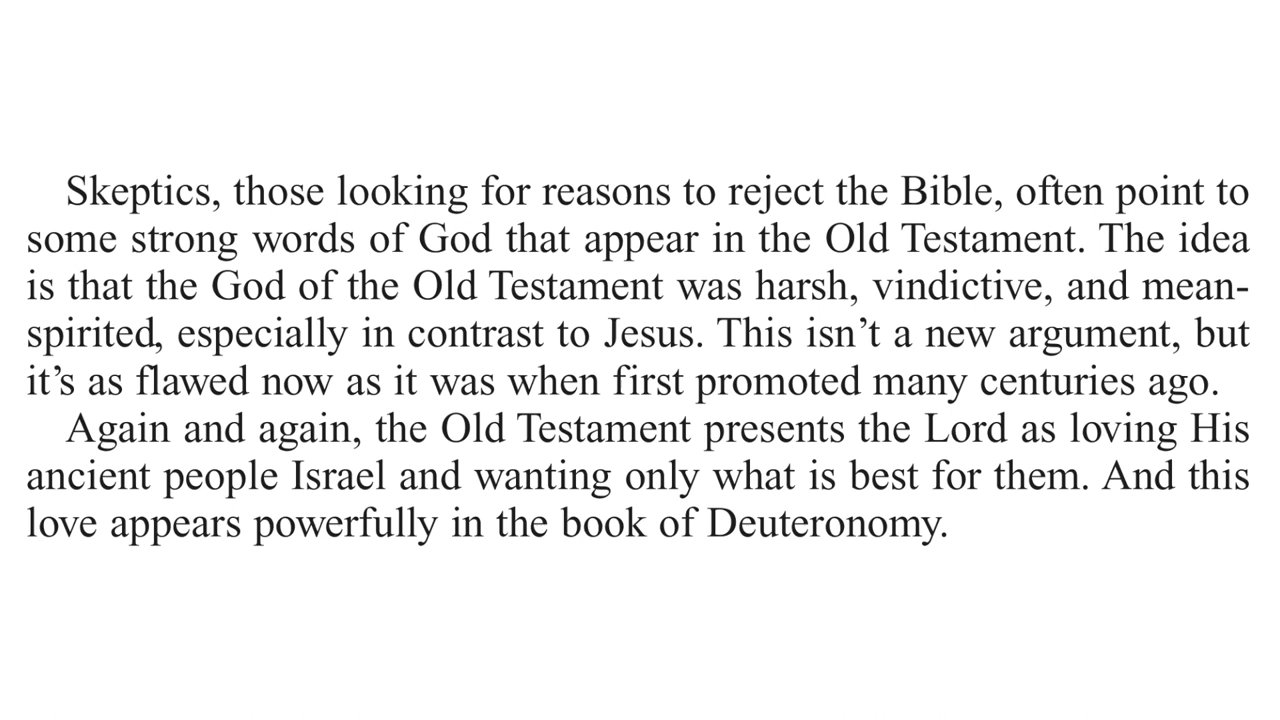 Skeptics, those looking for reasons to reject the Bible, often point to
some strong words of God that appear in the Old Testament. The idea
is that the God of the Old Testament was harsh, vindictive, and mean-
spirited, especially in contrast to Jesus. This isn’t a new argument, but
it’s as flawed now as it was when first promoted many centuries ago.
Again and again, the Old Testament presents the Lord as loving His
ancient people Israel and wanting only what is best for them. And this
love appears powerfully in the book of Deuteronomy.